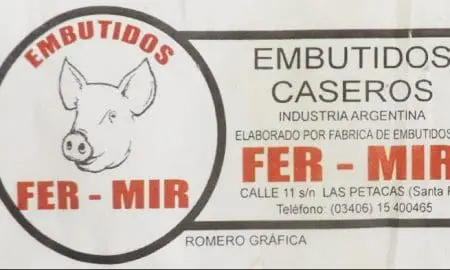 EMBUTIDOS
FER - MIR
EMBUTIDOS
CASEROS
INDUSTRIA ARGENTINA
ELABORADO POR FABRICA DE EMBUTIDOS
FER - MIR
CALLE 11 s/n LAS PETACAS (Santa
Teléfono: (03406) 15 400465
ROMERO GRÁFICA